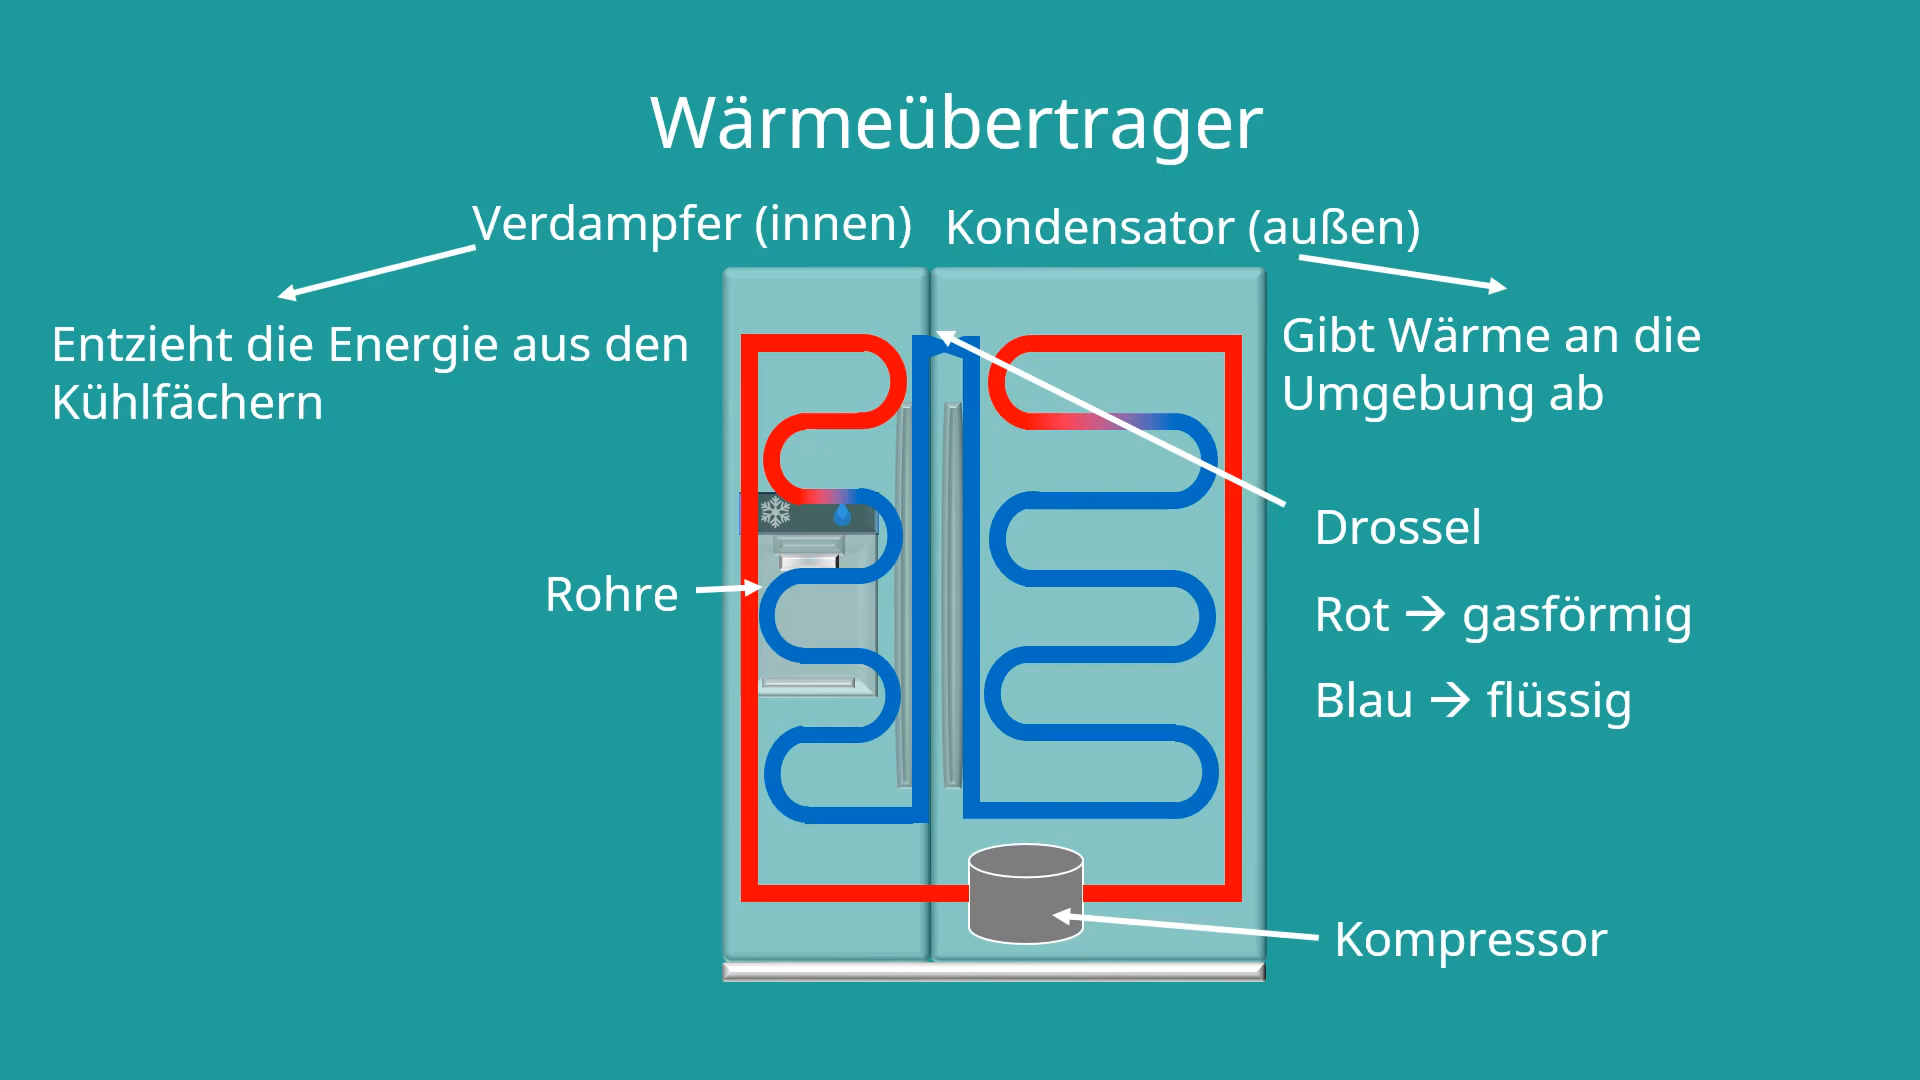 Wärmeübertrager
Verdampfer (innen)
Kondensator (außen)
Entzieht die Energie aus den
Kühlfächern
Gibt Wärme an die
Umgebung ab
Drossel
Rohre
Rot → gasförmig
Blau → flüssig
Kompressor